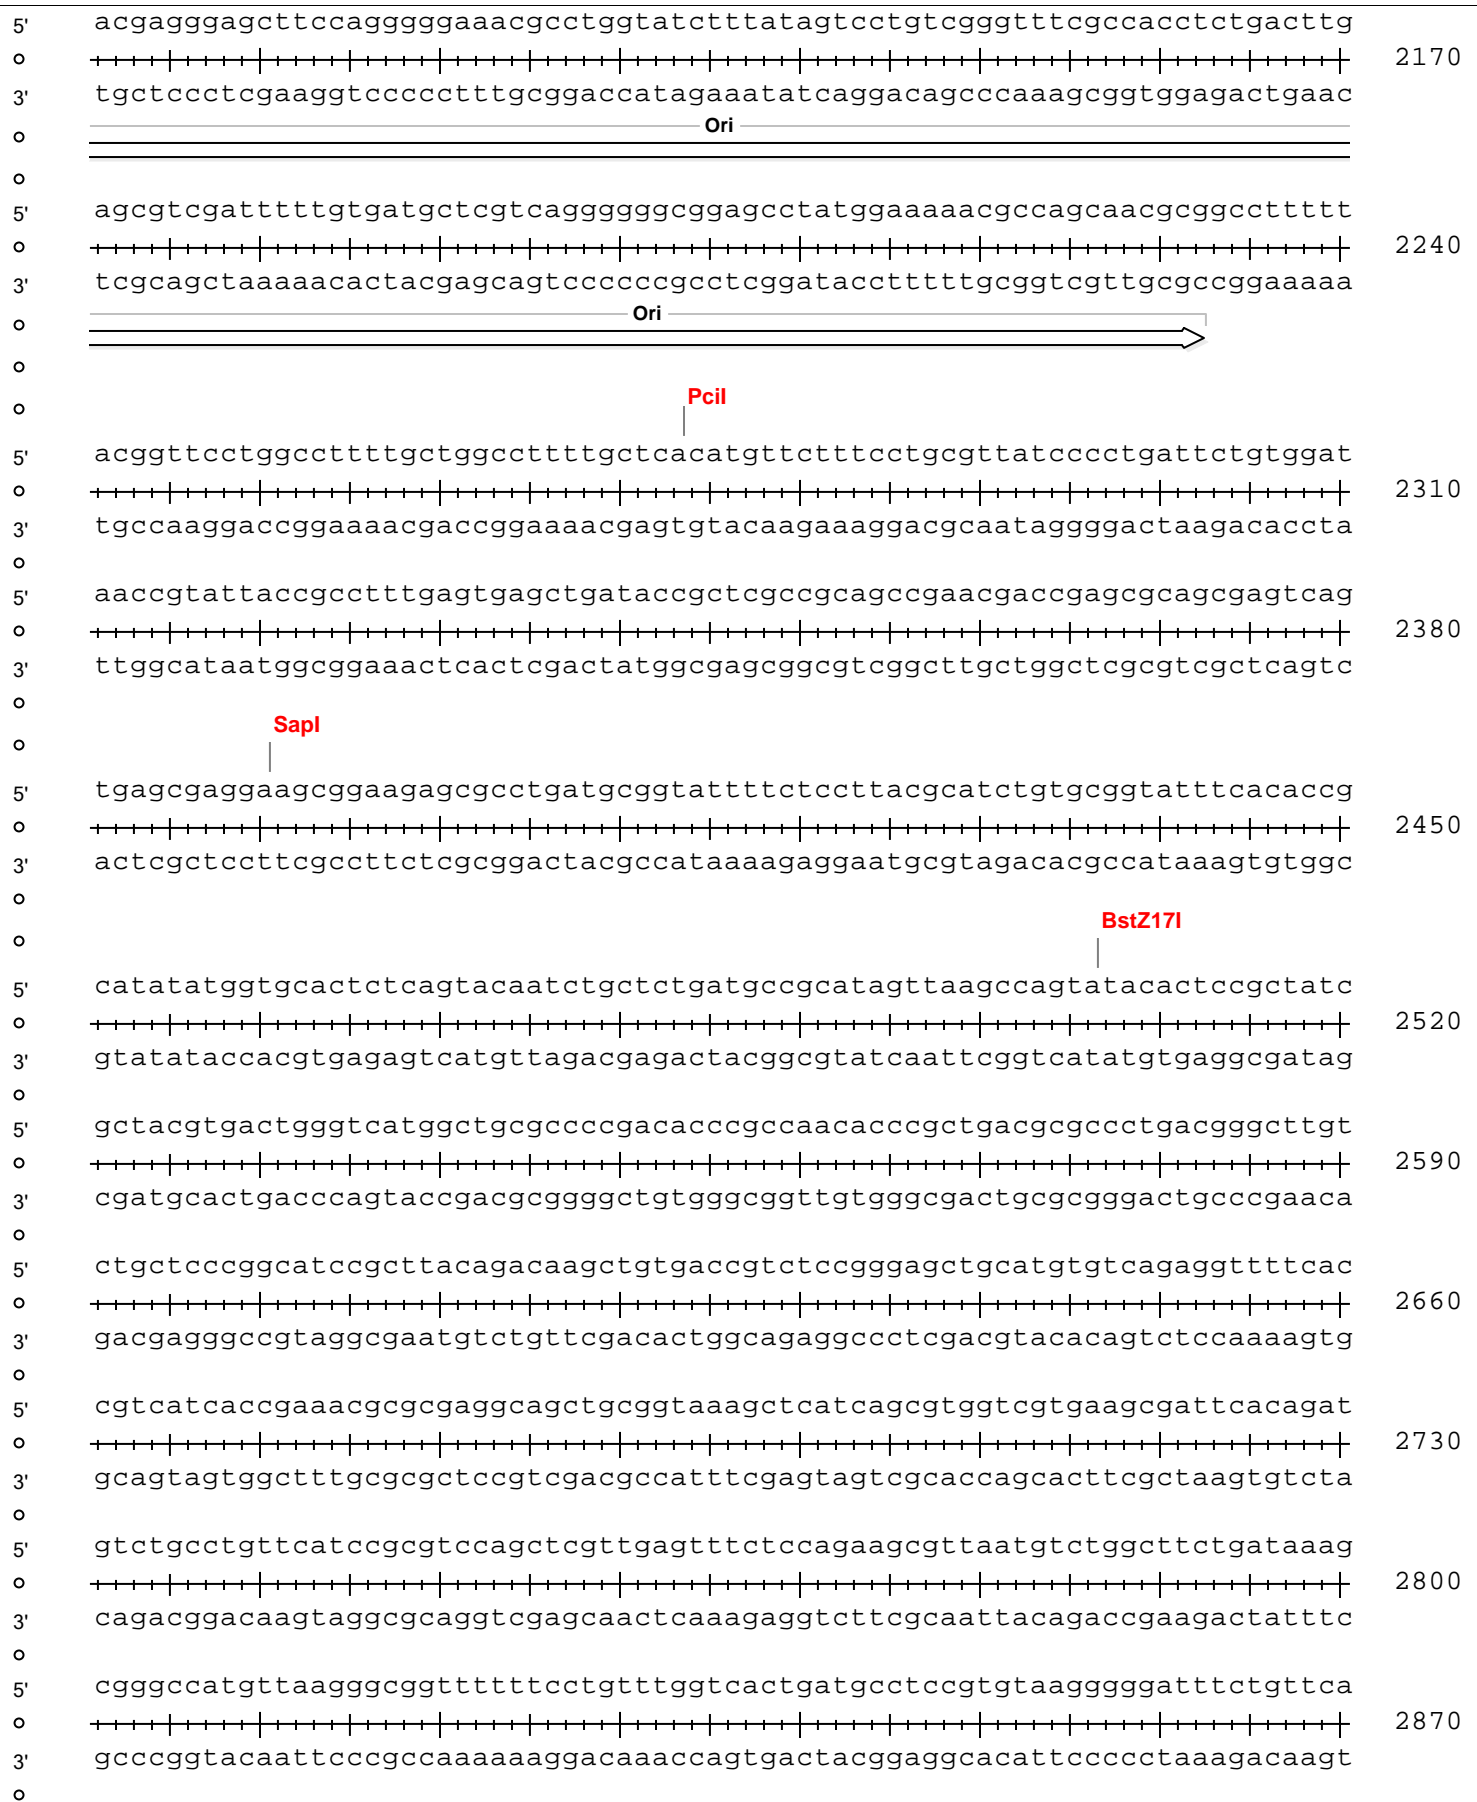 5' acgagggagcttccagggggaaacgcctggtatctttatagtcctgtcgggtttcgccacctctgacttg
2170
3' tgctccctcgaaggtccccctttgcggaccatagaaatatcaggacagcccaaagcggtggagactgaac
Ori
5' agcgtcgatttttgtgatgctcgtcaggggggcggagcctatggaaaaacgccagcaacgcggccttttt
2240
3' tcgcagctaaaaacactacgagcagtccccccgcctcggatacctttttgcggtcgttgcgccggaaaaa
Ori
PciI
5' acggttcctggccttttgctggccttttgctcacatgttctttcctgcgttatcccctgattctgtggat
2310
3' tgccaaggaccggaaaacgaccggaaaacgagtgtacaagaaaggacgcaataggggactaagacaccta
5' aaccgtattaccgcctttgagtgagctgataccgctcgccgcagccgaacgaccgagcgcagcgagtcag
2380
3' ttggcataatggcggaaactcactcgactatggcgagcggcgtcggcttgctggctcgcgtcgctcagtc
SapI
5' tgagcgaggaagcggaagagcgcctgatgcggtattttctccttacgcatctgtgcggtatttcacaccg
2450
3' actcgctccttcgccttctcgcggactacgccataaaagaggaatgcgtagacacgccataaagtgtggc
BstZ17I
5' catatatggtgcactctcagtacaatctgctctgatgccgcatagttaagccagtatacactccgctatc
2520
3' gtatataccacgtgagagtcatgttagacgagactacggcgtatcaattcggtcatatgtgaggcgatag
5' gctacgtgactgggtcatggctgcgccccgacacccgccaacacccgctgacgcgccctgacgggcttgt
2590
3' cgatgcactgacccagtaccgacgcggggctgtgggcggttgtgggcgactgcgcgggactgcccgaaca
5' ctgctcccggcatccgcttacagacaagctgtgaccgtctccgggagctgcatgtgtcagaggttttcac
2660
3' gacgagggccgtaggcgaatgtctgttcgacactggcagaggccctcgacgtacacagtctccaaaagtg
5' cgtcatcaccgaaacgcgcgaggcagctgcggtaaagctcatcagcgtggtcgtgaagcgattcacagat
2730
3' gcagtagtggctttgcgcgctccgtcgacgccatttcgagtagtcgcaccagcacttcgctaagtgtcta
5' gtctgcctgttcatccgcgtccagctcgttgagtttctccagaagcgttaatgtctggcttctgataaag
2800
3' cagacggacaagtaggcgcaggtcgagcaactcaaagaggtcttcgcaattacagaccgaagactatttc
5' cgggccatgttaagggcggttttttcctgtttggtcactgatgcctccgtgtaagggggatttctgttca
2870
3' gcccggtacaattcccgccaaaaaaggacaaaccagtgactacggaggcacattccccctaaagacaagt